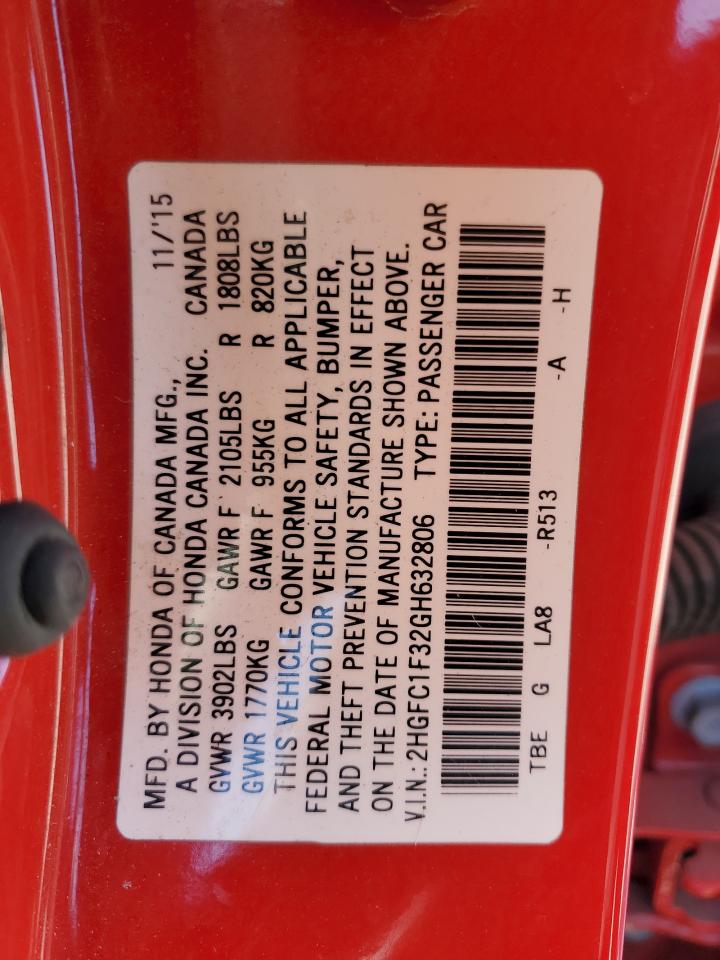 MFD. BY HONDA OF CANADA MFG., 11/'15
A DIVISION OF HONDA CANADA INC. CANADA
GVWR 3902LBS GAWR F 2105LBS R 1808LBS
GVWR 1770KG GAWR F 955KG R 820KG
THIS VEHICLE CONFORMS TO ALL APPLICABLE
FEDERAL MOTOR VEHICLE SAFETY, BUMPER,
AND THEFT PREVENTION STANDARDS IN EFFECT
ON THE DATE OF MANUFACTURE SHOWN ABOVE.
V.I.N.: 2HGFC1F32GH632806 TYPE: PASSENGER CAR
TBE G LA8 -R513 -A -H